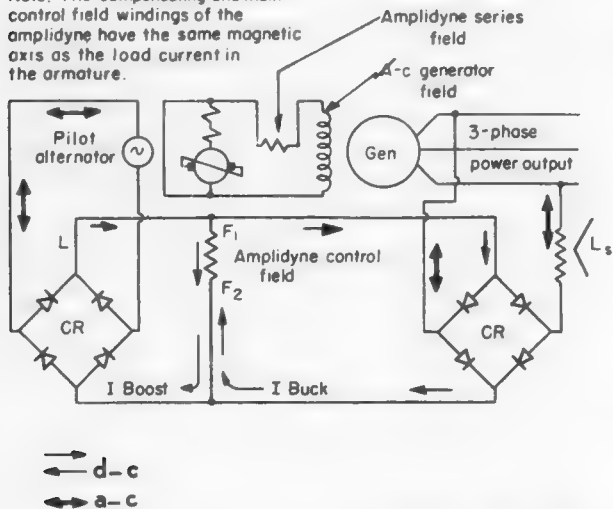 control field windings of the
amplidyne have the same magnetic
axis as the load current in
the armature.
Amplidyne series
field
A-c generator
field
Pilot
alternator
~
Gen
3-phase
power output
L
F1
Amplidyne control
field
F2
Ls
CR
CR
I Boost
I Buck
d-c
a-c